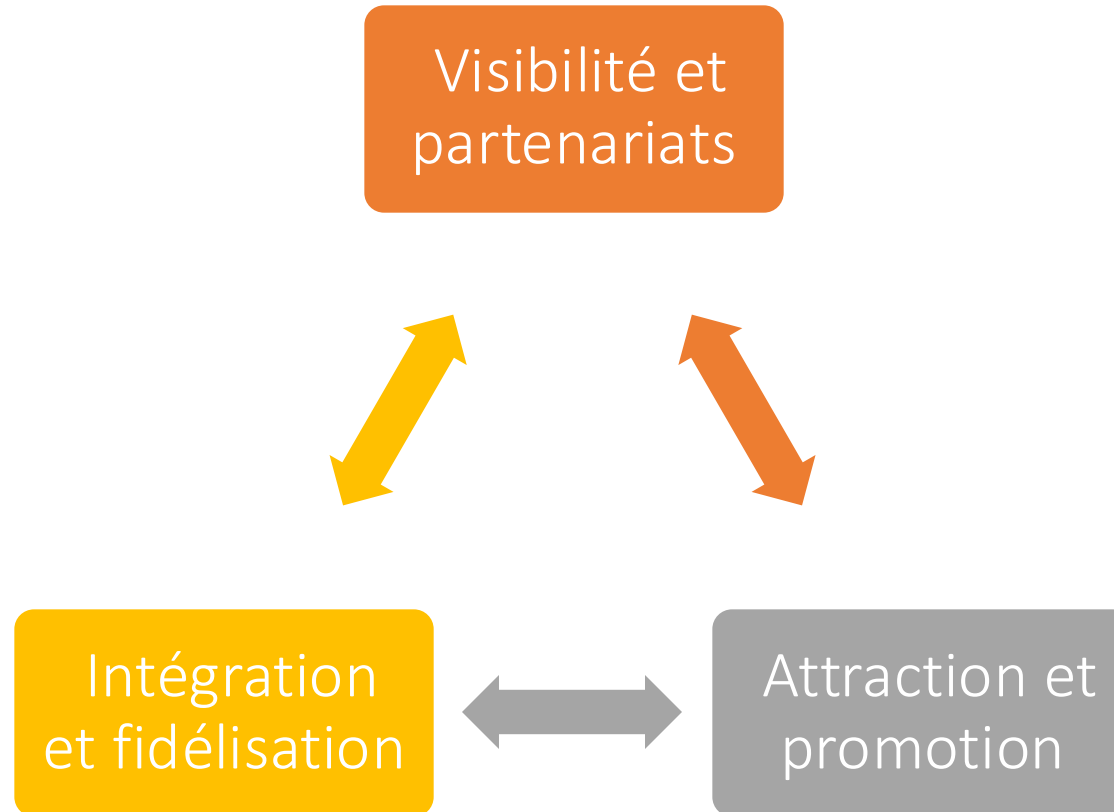 Visibilité et
partenariats
Intégration
et fidélisation
Attraction et
promotion